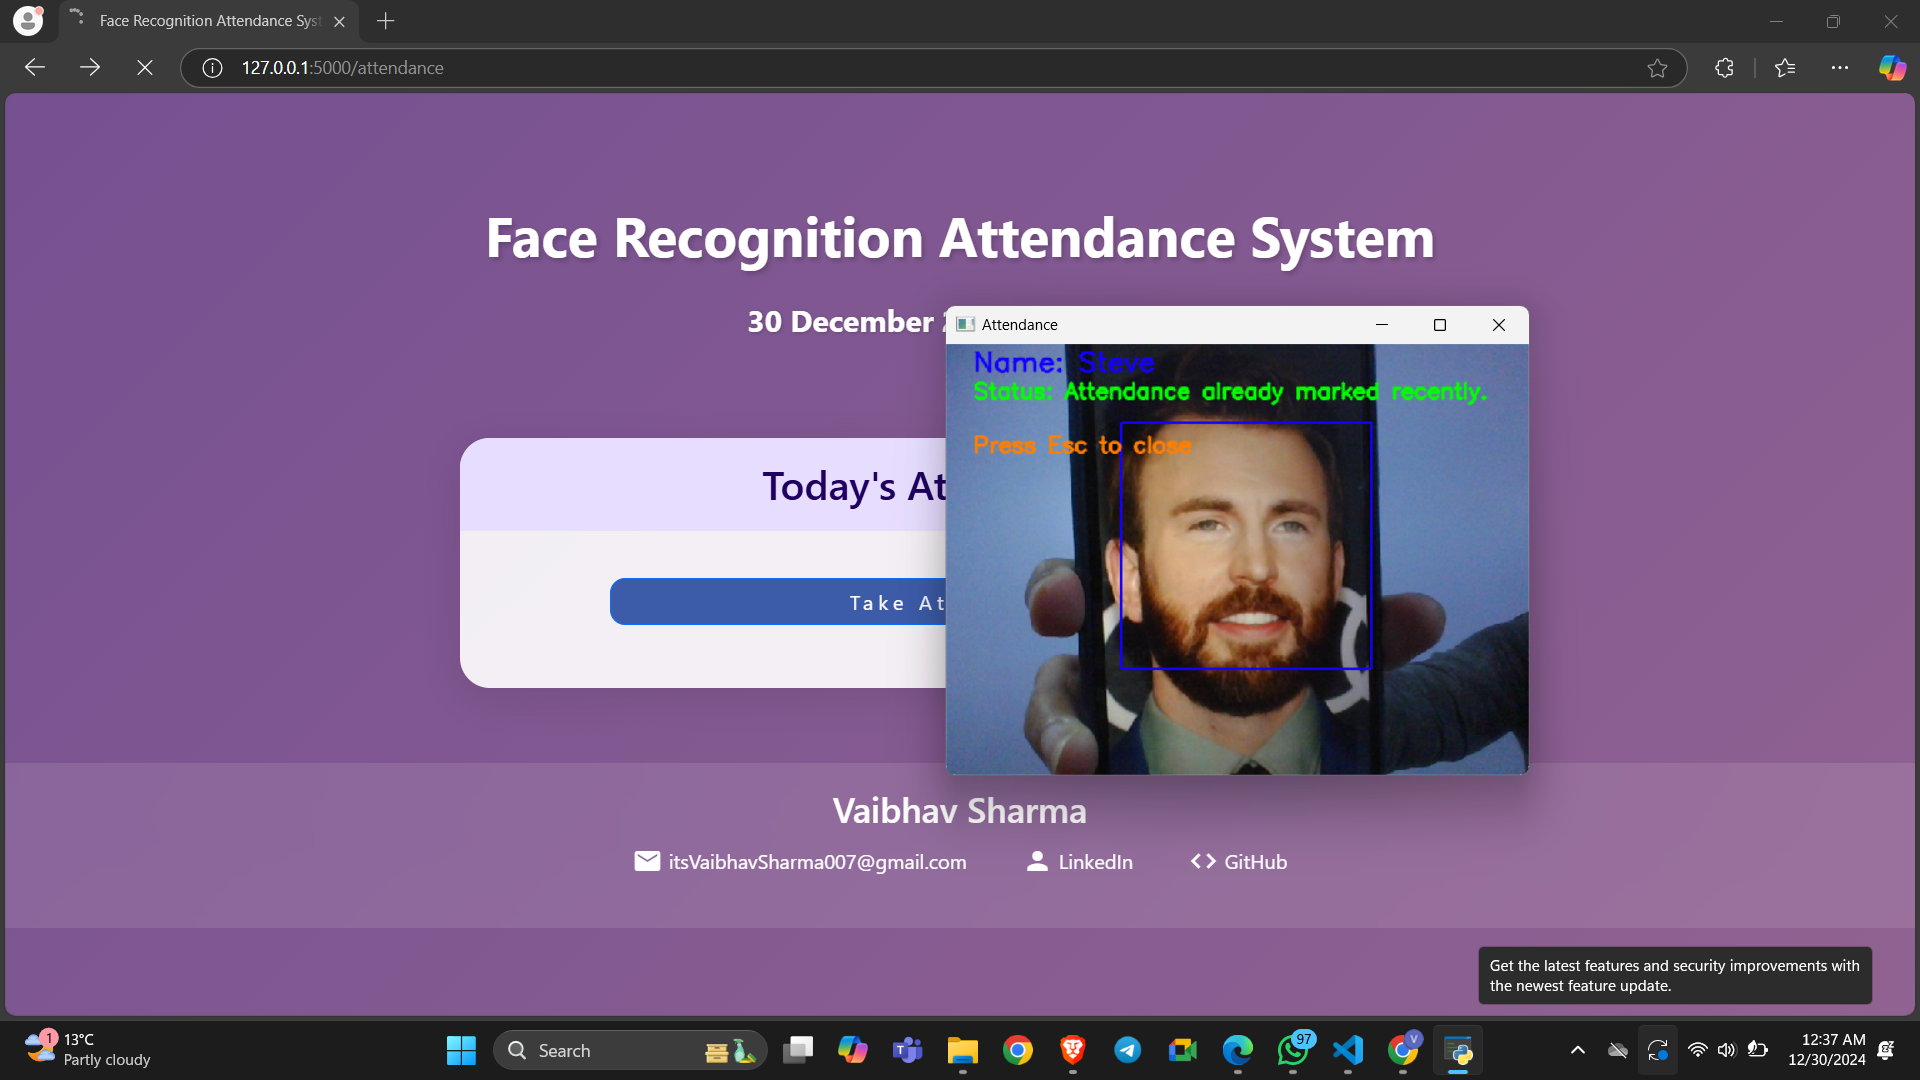 Face Recognition Attendance Syst
127.0.0.1:5000/attendance
Face Recognition Attendance System
30 December
Attendance
Name: Steve
Status: Attendance already marked recently.
Press Esc to close
Today's At
Take At
Vaibhav Sharma
itsVaibhavSharma007@gmail.com
LinkedIn
GitHub
Get the latest features and security improvements with
the newest feature update.
1
13°C
Partly cloudy
Search
T
97
V
12:37 AM
12/30/2024